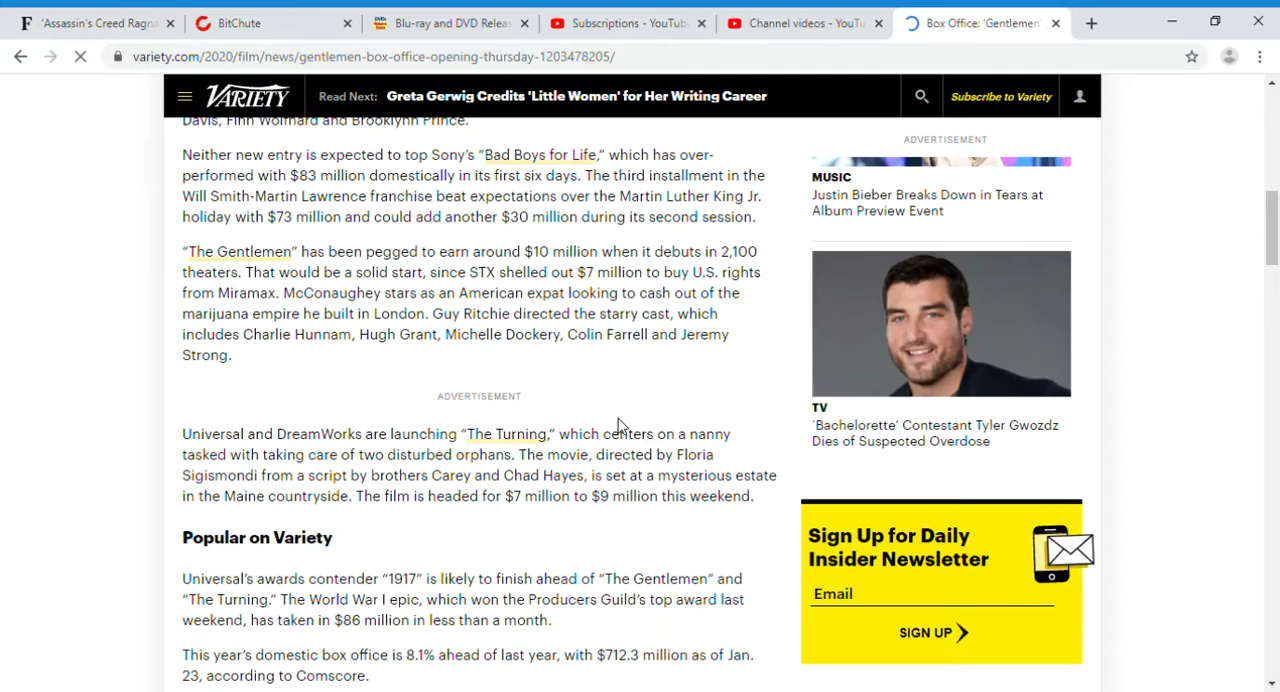 'Assassin's Creed Ragna
BitChute
Blu-ray and DVD Relea
Subscriptions - YouTub
Channel videos - YouTu
Box Office: 'Gentlemen
variety.com/2020/film/news/gentlemen-box-office-opening-thursday-1203478205/
VARIETY
Read Next: Greta Gerwig Credits 'Little Women' for Her Writing Career
Subscribe to Variety
Davis, Finn Wolfhard and Brooklynn Prince.
Neither new entry is expected to top Sony's “Bad Boys for Life,” which has over-
performed with $83 million domestically in its first six days. The third installment in the
Will Smith-Martin Lawrence franchise beat expectations over the Martin Luther King Jr.
holiday with $73 million and could add another $30 million during its second session.
“The Gentlemen” has been pegged to earn around $10 million when it debuts in 2,100
theaters. That would be a solid start, since STX shelled out $7 million to buy U.S. rights
from Miramax. McConaughey stars as an American expat looking to cash out of the
marijuana empire he built in London. Guy Ritchie directed the starry cast, which
includes Charlie Hunnam, Hugh Grant, Michelle Dockery, Colin Farrell and Jeremy
Strong.
ADVERTISEMENT
Universal and DreamWorks are launching “The Turning,” which centers on a nanny
tasked with taking care of two disturbed orphans. The movie, directed by Floria
Sigismondi from a script by brothers Carey and Chad Hayes, is set at a mysterious estate
in the Maine countryside. The film is headed for $7 million to $9 million this weekend.
Popular on Variety
Universal's awards contender “1917” is likely to finish ahead of “The Gentlemen” and
“The Turning.” The World War I epic, which won the Producers Guild's top award last
weekend, has taken in $86 million in less than a month.
This year's domestic box office is 8.1% ahead of last year, with $712.3 million as of Jan.
23, according to Comscore.
ADVERTISEMENT
MUSIC
Justin Bieber Breaks Down in Tears at
Album Preview Event
TV
'Bachelorette' Contestant Tyler Gwozdz
Dies of Suspected Overdose
Sign Up for Daily
Insider Newsletter
Email
SIGN UP